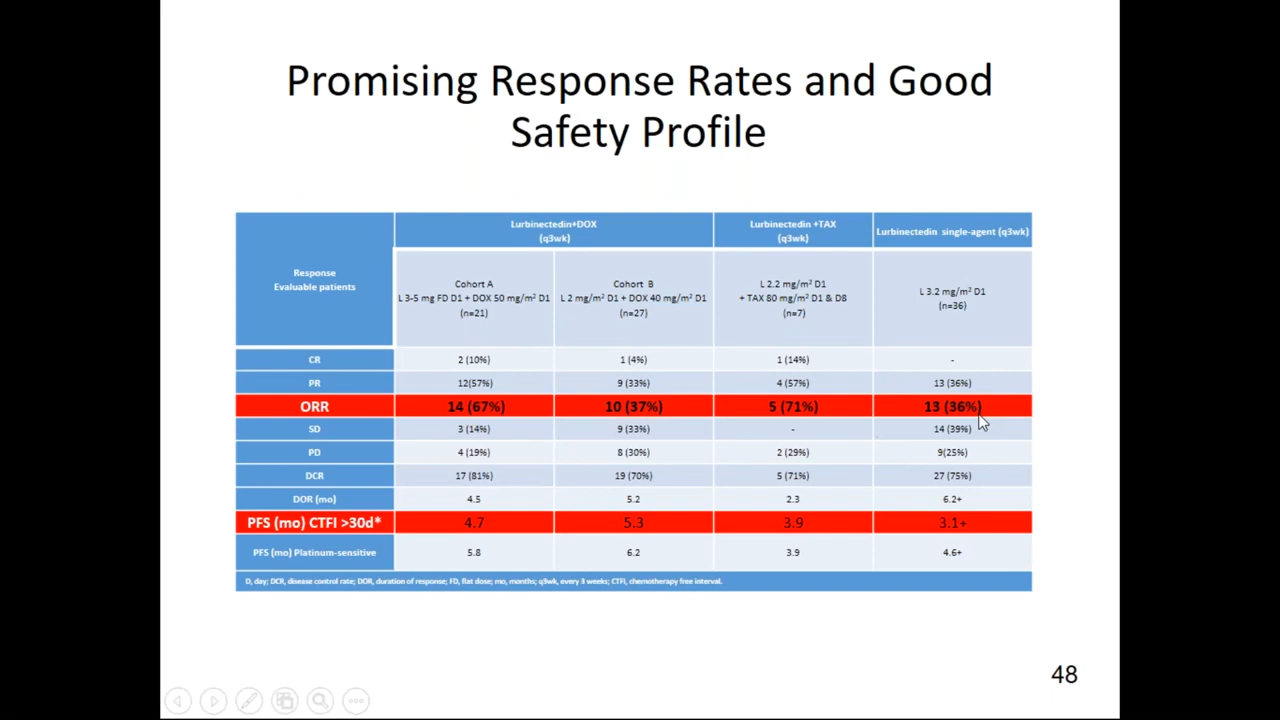 Promising Response Rates and Good
Safety Profile
Response
Evaluable patients
Lurbinectedin+DOX
(q3wk)
Lurbinectedin +TAX
(q3wk)
Lurbinectedin single-agent (q3wk)
Cohort A
L 3-5 mg FD D1 + DOX 50 mg/m² D1
(n=21)
Cohort B
L 2 mg/m² D1 + DOX 40 mg/m² D1
(n=27)
L 2.2 mg/m² D1
+ TAX 80 mg/m² D1 & D8
(n=7)
L 3.2 mg/m² D1
(n=36)
CR 2 (10%) 1 (4%) 1 (14%) -
PR 12(57%) 9 (33%) 4 (57%) 13 (36%)
ORR 14 (67%) 10 (37%) 5 (71%) 13 (36%)
SD 3 (14%) 9 (33%) - 14 (39%)
PD 4 (19%) 8 (30%) 2 (29%) 9(25%)
DCR 17 (81%) 19 (70%) 5 (71%) 27 (75%)
DOR (mo) 4.5 5.2 2.3 6.2+
PFS (mo) CTFI >30d* 4.7 5.3 3.9 3.1+
PFS (mo) Platinum-sensitive 5.8 6.2 3.9 4.6+
D, day; DCR, disease control rate; DOR, duration of response; FD, flat dose; mo, months; q3wk, every 3 weeks; CTFI, chemotherapy free interval.
48